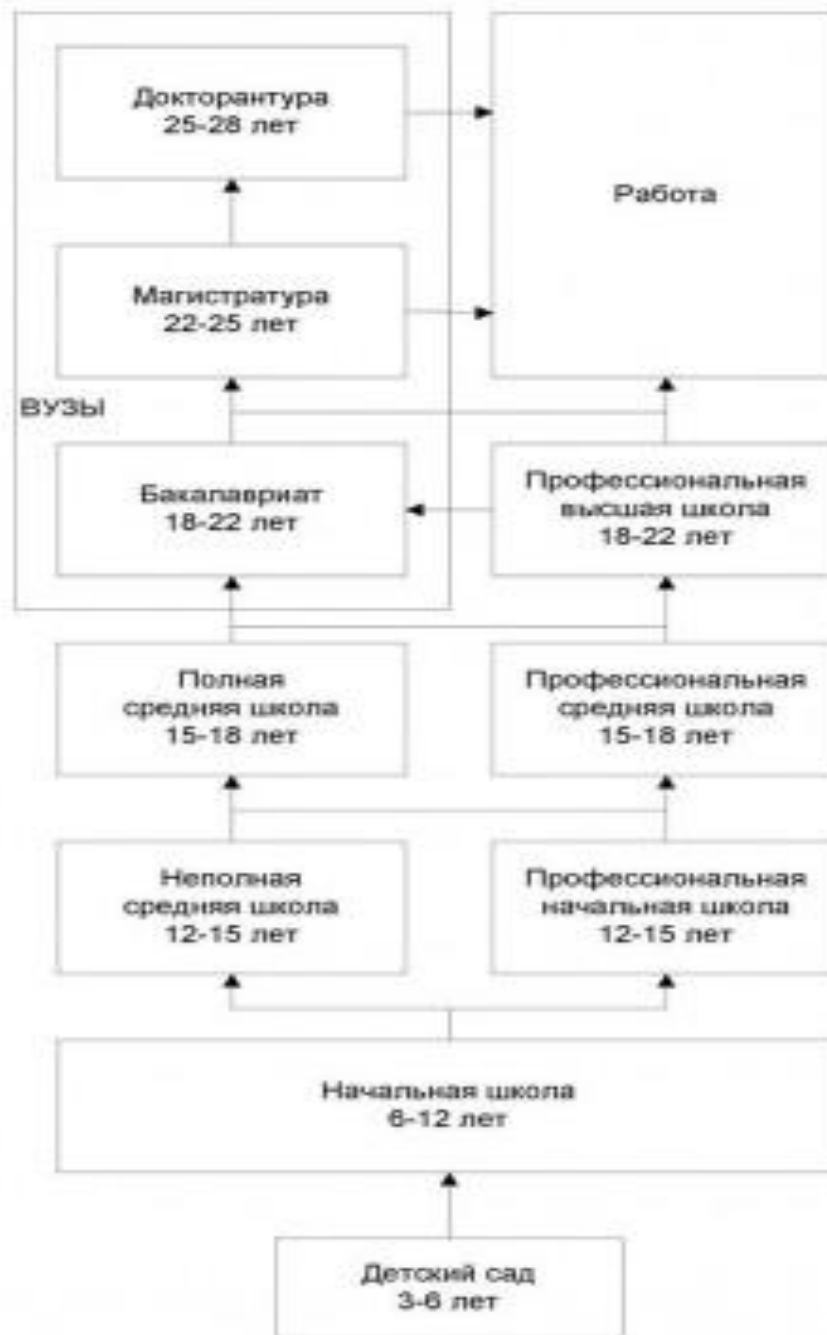 Докторантура
25-28 лет
Работа
Магистратура
22-25 лет
ВУЗЫ
Бакалавриат
18-22 лет
Профессиональная
высшая школа
18-22 лет
Полная
средняя школа
15-18 лет
Профессиональная
средняя школа
15-18 лет
Неполная
средняя школа
12-15 лет
Профессиональная
начальная школа
12-15 лет
Начальная школа
6-12 лет
Детский сад
3-6 лет